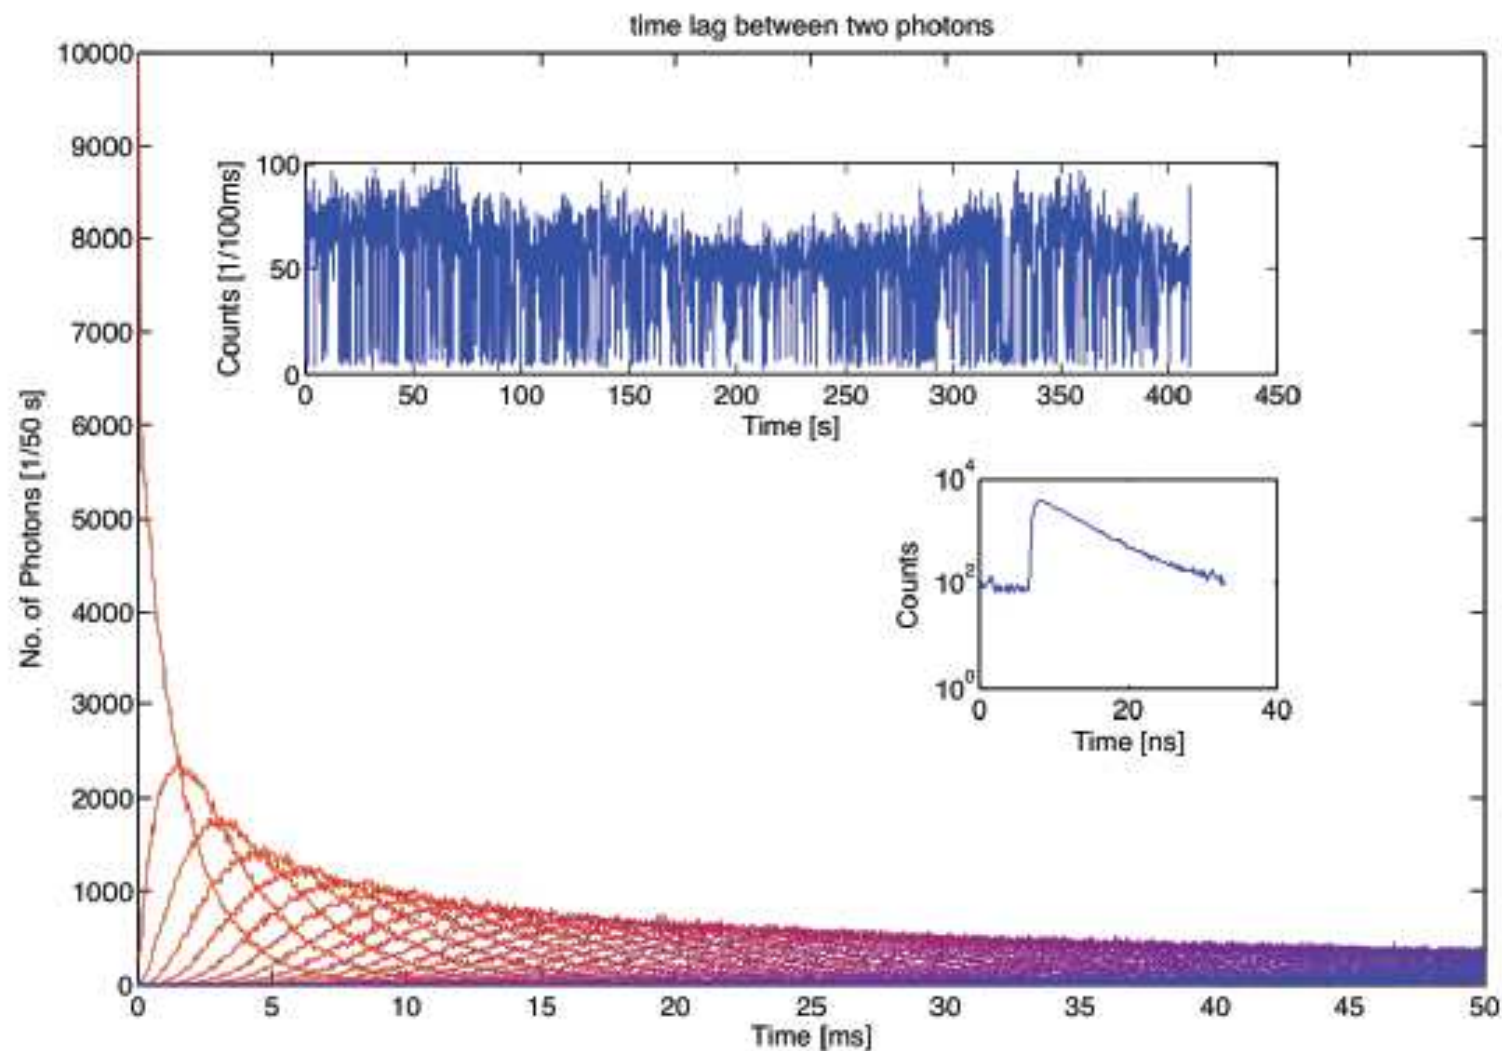 time lag between two photons
10000
9000
8000
7000
6000
5000
4000
3000
2000
1000
0
No. of Photons [1/50 s]
0 5 10 15 20 25 30 35 40 45 50
Time [ms]
100
50
0
Counts [1/100ms]
0 50 100 150 200 250 300 350 400 450
Time [s]
10^4
10^2
10^0
Counts
0 20 40
Time [ns]